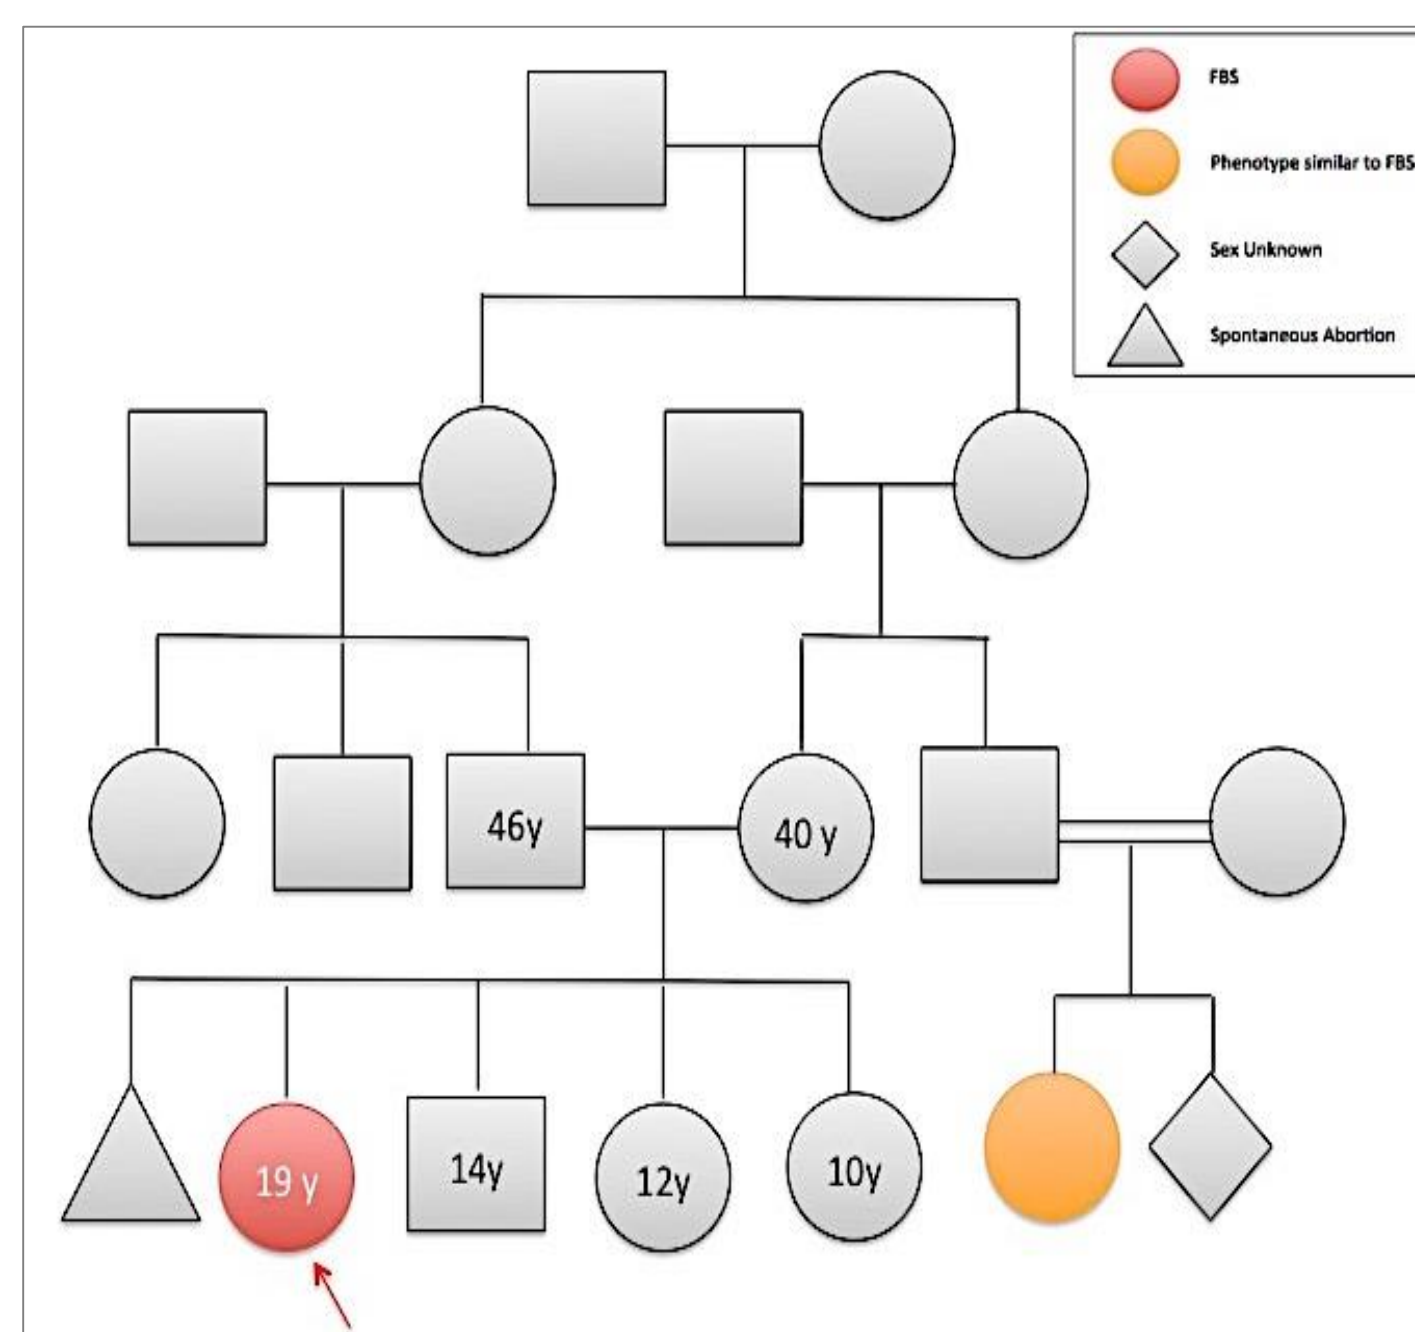 FBS
Phenotype similar to FBS
Sex Unknown
Spontaneous Abortion
46y
40 y
19 y
14y
12y
10y